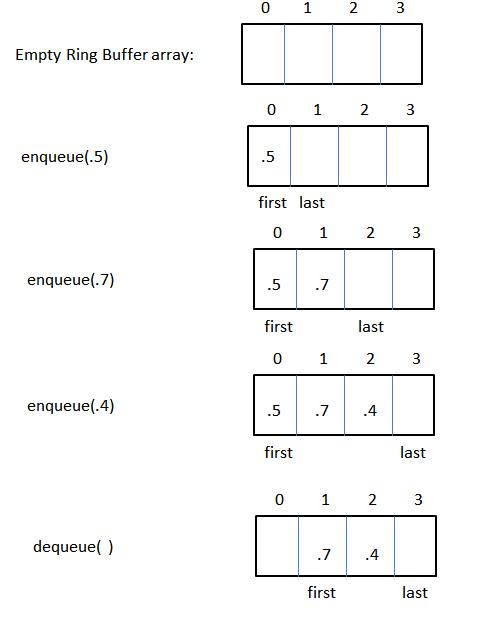 0 1 2 3
Empty Ring Buffer array:
0 1 2 3
enqueue(.5) .5
first last
0 1 2 3
enqueue(.7) .5 .7
first last
0 1 2 3
enqueue(.4) .5 .7 .4
first last
0 1 2 3
dequeue( ) .7 .4
first last